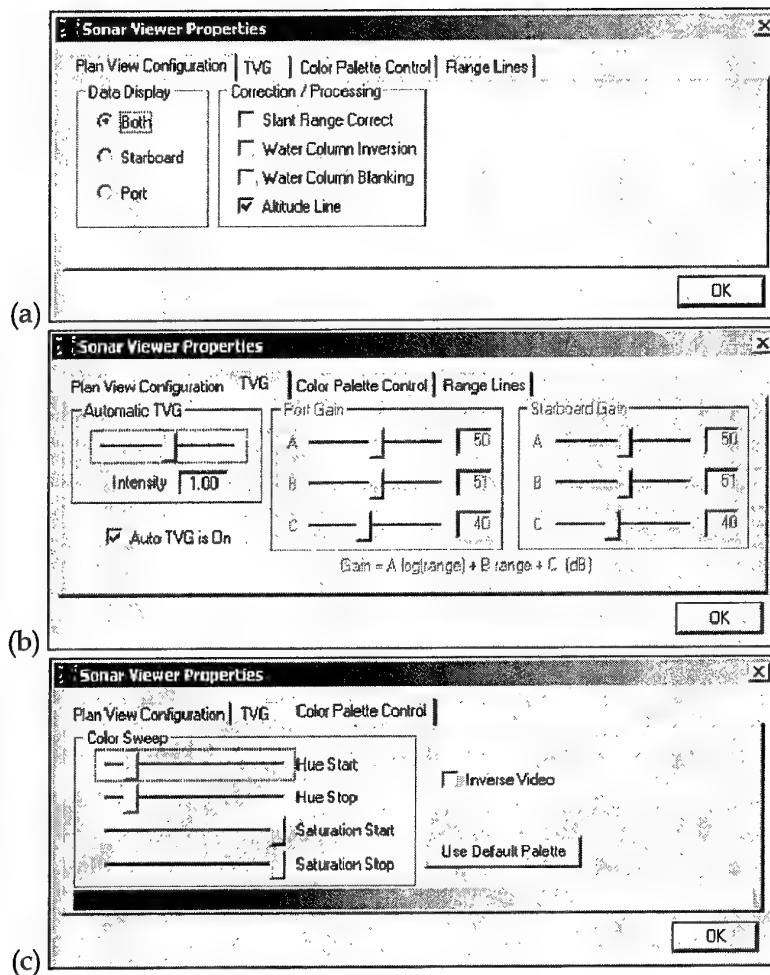 Sonar Viewer Properties
Plan View Configuration TVG Color Palette Control Range Lines
Data Display Correction / Processing
Both Slant Range Correct
Starboard Water Column Inversion
Port Water Column Blanking
Altitude Line
OK
(a)
Sonar Viewer Properties
Plan View Configuration TVG Color Palette Control Range Lines
Automatic TVG Port Gain Starboard Gain
A 50 A 50
Intensity 1.00 B 51 B 51
Auto TVG is On C 40 C 40
Gain = A log(range) + B range + C (dB)
OK
(b)
Sonar Viewer Properties
Plan View Configuration TVG Color Palette Control
Color Sweep
Hue Start
Inverse Video
Hue Stop
Saturation Start
Saturation Stop Use Default Palette
OK
(c)